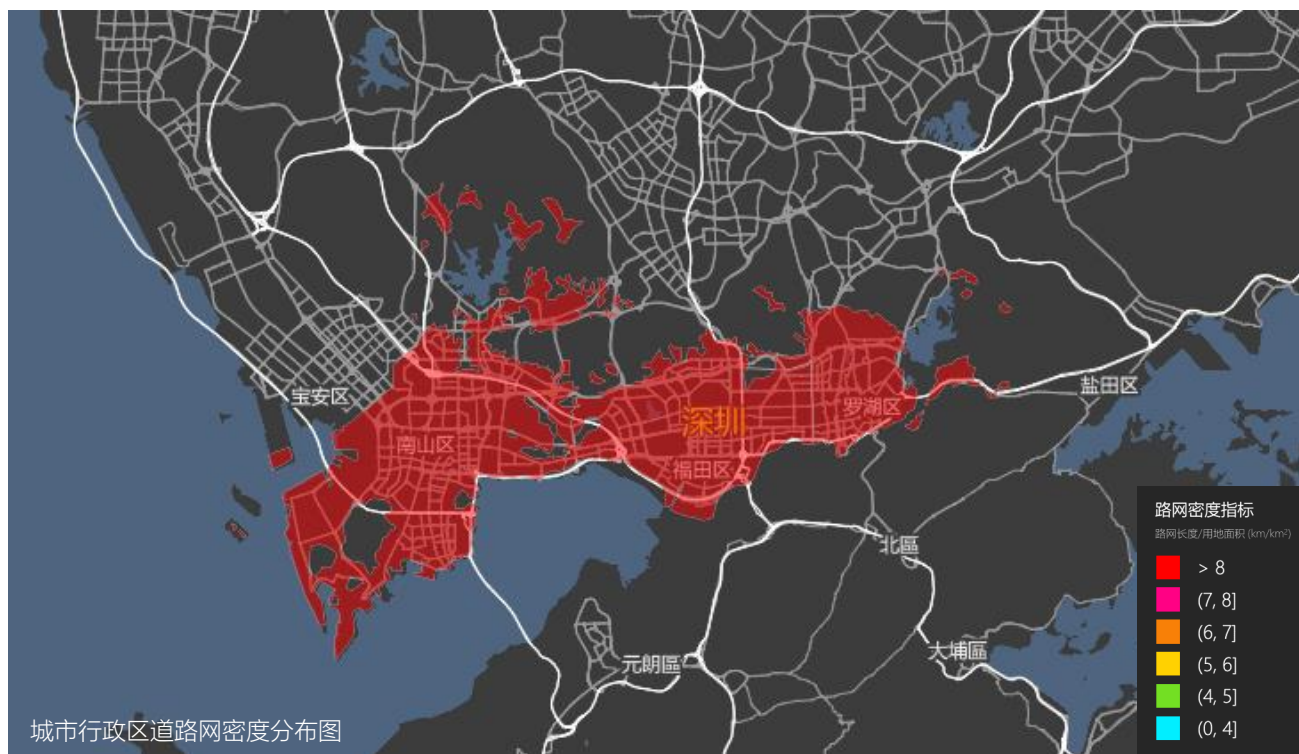 宝安区
南山区
深圳
福田区
罗湖区
盐田区
北區
元朗區
大埔區
路网密度指标
路网长度/用地面积 (km/km²)
> 8
(7, 8]
(6, 7]
(5, 6]
(4, 5]
(0, 4]
城市行政区道路网密度分布图